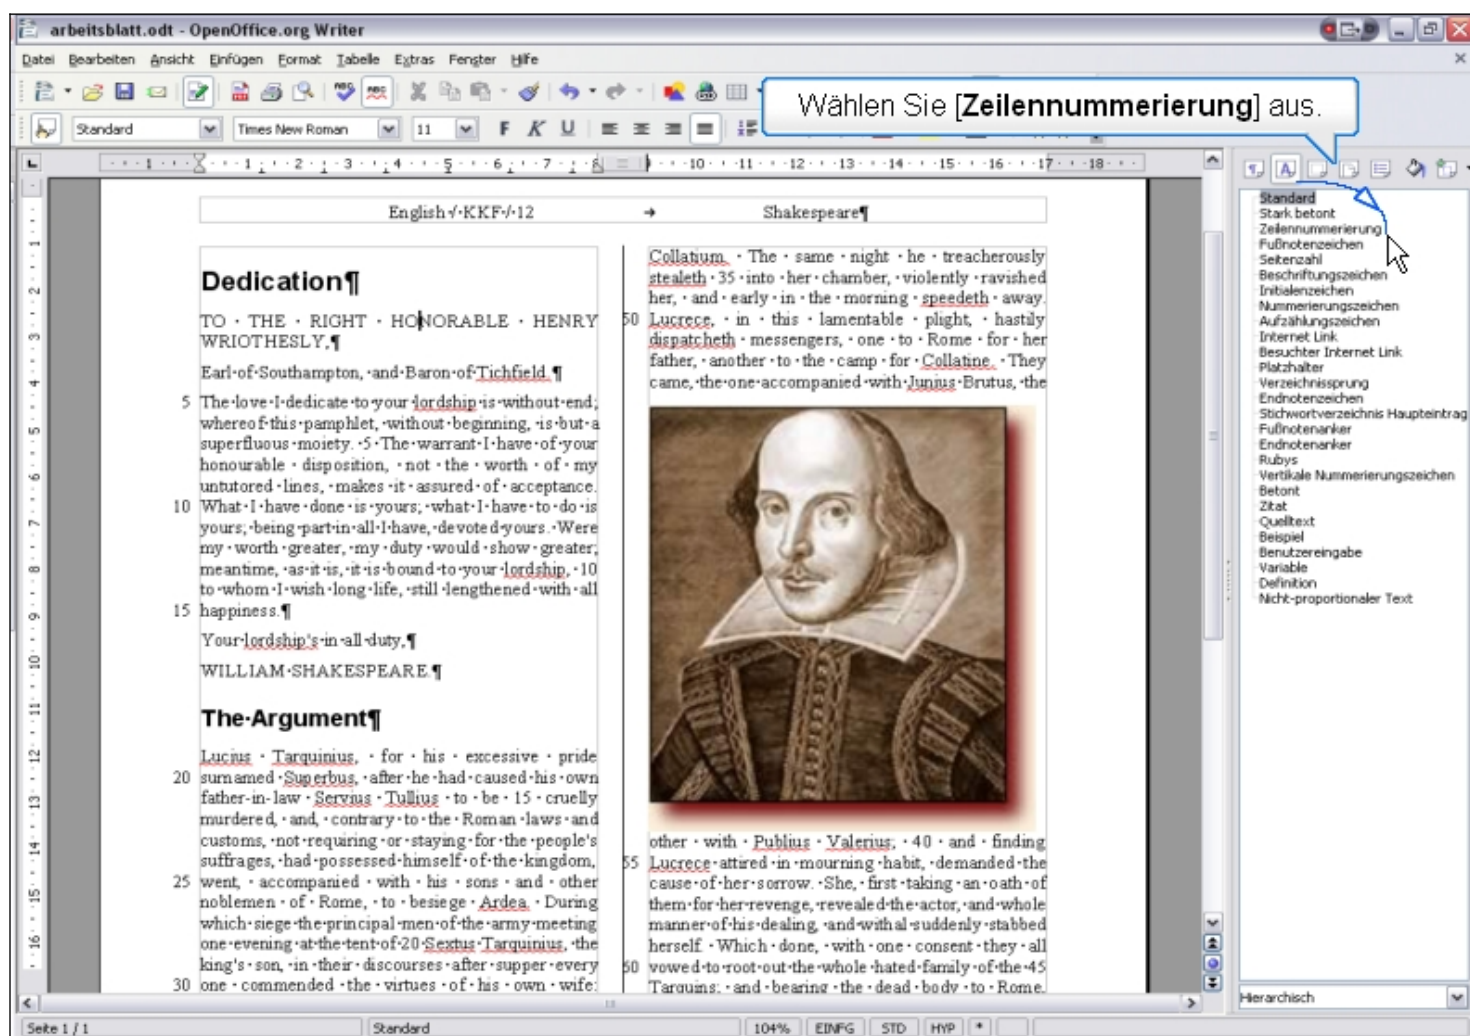 arbeitsblatt.odt - OpenOffice.org Writer
Datei Bearbeiten Ansicht Einfügen Format Tabelle Extras Fenster Hilfe
Wählen Sie [Zeilennummerierung] aus.
Standard Times New Roman 11 F K U
1 1 2 3 4 5 6 7 8 10 11 12 13 14 15 16 17 18
English√·KKF·/·12 → Shakespeare¶
Dedication¶
TO · THE · RIGHT · HONORABLE · HENRY
WRIOTHESLY,¶
Earl·of·Southampton,·and·Baron·of·Tichfield.¶
5 The·love·I·dedicate·to·your·lordship·is·without·end;
whereof·this·pamphlet,·without·beginning,·is·but·a
superfluous·moiety.·5·The·warrant·I·have·of·your
honourable·disposition,·not·the·worth·of·my
untutored·lines,·makes·it·assured·of·acceptance.
10 What·I·have·done·is·yours;·what·I·have·to·do·is
yours;·being·part·in·all·I·have,·devoted·yours.·Were
my·worth·greater,·my·duty·would·show·greater;
meantime,·as·it·is,·it·is·bound·to·your·lordship,·10
to·whom·I·wish·long·life,·still·lengthened·with·all
15 happiness.¶
Your·lordship's·in·all·duty,¶
WILLIAM·SHAKESPEARE.¶
The·Argument¶
Lucius · Tarquinius, · for · his · excessive · pride
20 surnamed·Superbus,·after·he·had·caused·his·own
father-in-law·Servius·Tullius·to·be·15·cruelly
murdered,·and,·contrary·to·the·Roman·laws·and
customs,·not·requiring·or·staying·for·the·people's
suffrages,·had·possessed·himself·of·the·kingdom,
25 went,·accompanied·with·his·sons·and·other
noblemen·of·Rome,·to·besiege·Ardea.·During
which·siege·the·principal·men·of·the·army·meeting
one·evening·at·the·tent·of·20·Sextus·Tarquinius,·the
king's·son,·in·their·discourses·after·supper·every
30 one·commended·the·virtues·of·his·own·wife:
Collatium. · The · same · night · he · treacherously
stealeth·35·into·her·chamber,·violently·ravished
her,·and·early·in·the·morning·speedeth·away.
50 Lucrece, · in · this · lamentable · plight, · hastily
dispatcheth·messengers,·one·to·Rome·for·her
father,·another·to·the·camp·for·Collatine.·They
came,·the·one·accompanied·with·Junius·Brutus,·the
other·with·Publius·Valerius;·40·and·finding
55 Lucrece·attired·in·mourning·habit,·demanded·the
cause·of·her·sorrow.·She,·first·taking·an·oath·of
them·for·her·revenge,·revealed·the·actor,·and·whole
manner·of·his·dealing,·and·withal·suddenly·stabbed
herself.·Which·done,·with·one·consent·they·all
60 vowed·to·root·out·the·whole·hated·family·of·the·45
Tarquins;·and·bearing·the·dead·body·to·Rome,
Standard
Stark betont
Zeilennummerierung
Fußnotenzeichen
Seitenzahl
Beschriftungszeichen
Initialenzeichen
Nummerierungszeichen
Aufzählungszeichen
Internet Link
Besuchter Internet Link
Platzhalter
Verzeichnissprung
Endnotenzeichen
Stichwortverzeichnis Haupteintrag
Fußnotenanker
Endnotenanker
Rubys
Vertikale Nummerierungszeichen
Betont
Zitat
Quelltext
Beispiel
Benutzereingabe
Variable
Definition
Nicht-proportionaler Text
Hierarchisch
Seite 1 / 1 Standard 104% EINFG STD HYP *